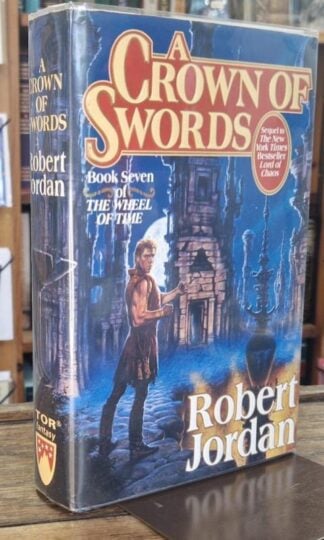 A
CROWN OF
SWORDS
Sequel to
The New
York Times
Bestseller
Lord of
Chaos
Book Seven
of
THE WHEEL
OF TIME
Robert
Jordan
A
CROWN
OF
SWORDS
Robert
Jordan
TOR®
fantasy